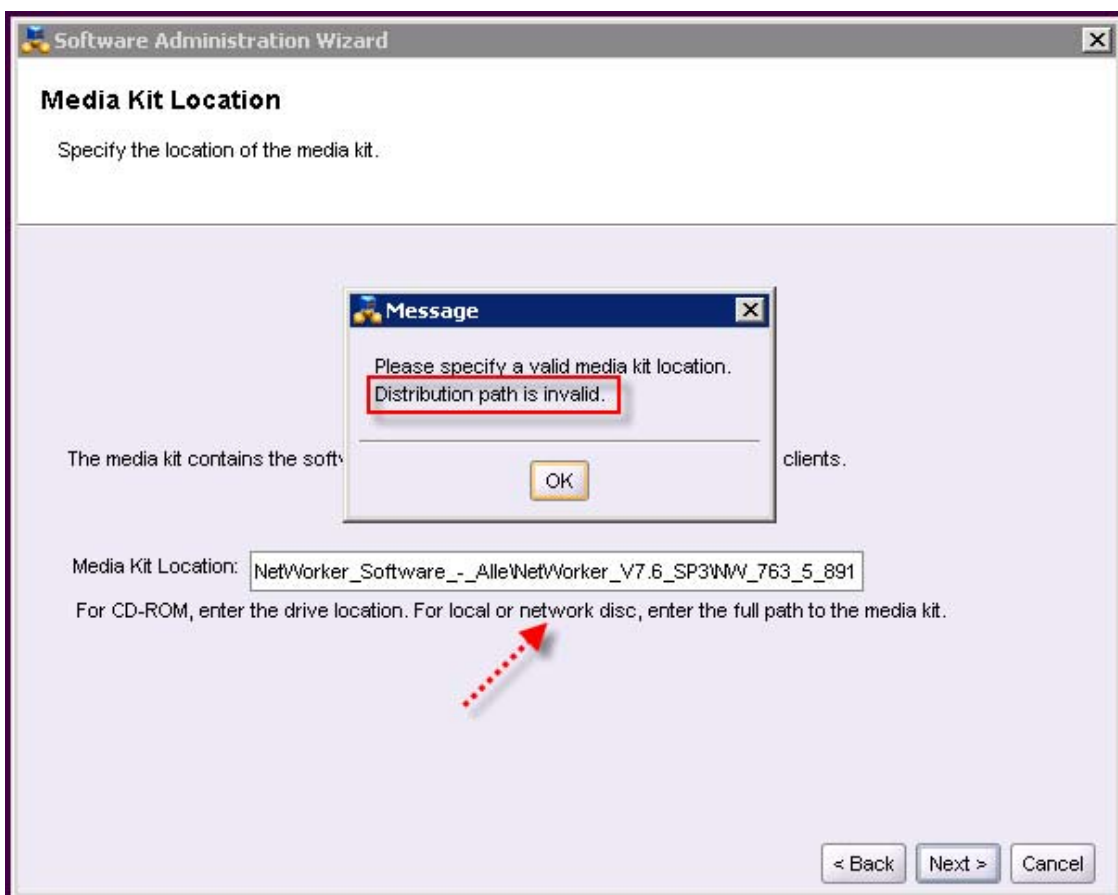 Software Administration Wizard
Media Kit Location
Specify the location of the media kit.
Message
Please specify a valid media kit location.
Distribution path is invalid.
The media kit contains the soft
clients.
OK
Media Kit Location: NetWorker_Software_-_Alle\NetWorker_V7.6_SP3\NW_763_5_891
For CD-ROM, enter the drive location. For local or network disc, enter the full path to the media kit.
< Back Next > Cancel